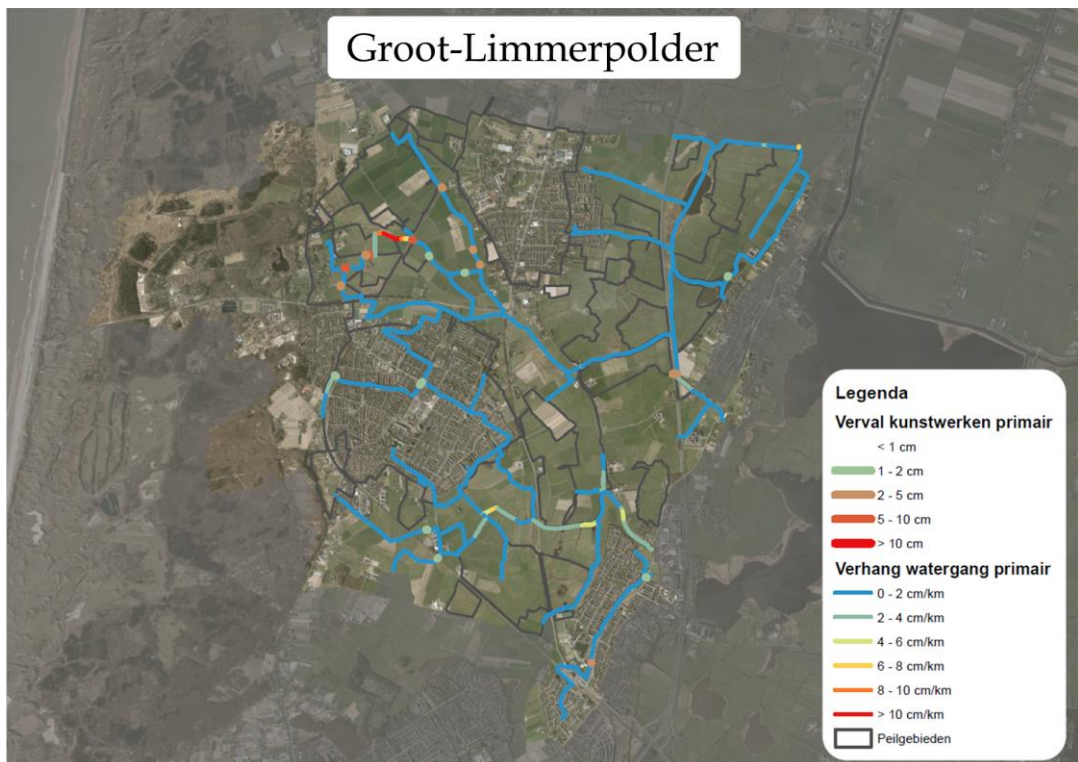 Groot-Limmerpolder
Legenda
Verval kunstwerken primair
< 1 cm
1 - 2 cm
2 - 5 cm
5 - 10 cm
> 10 cm
Verhang watergang primair
0 - 2 cm/km
2 - 4 cm/km
4 - 6 cm/km
6 - 8 cm/km
8 - 10 cm/km
> 10 cm/km
Peilgebieden